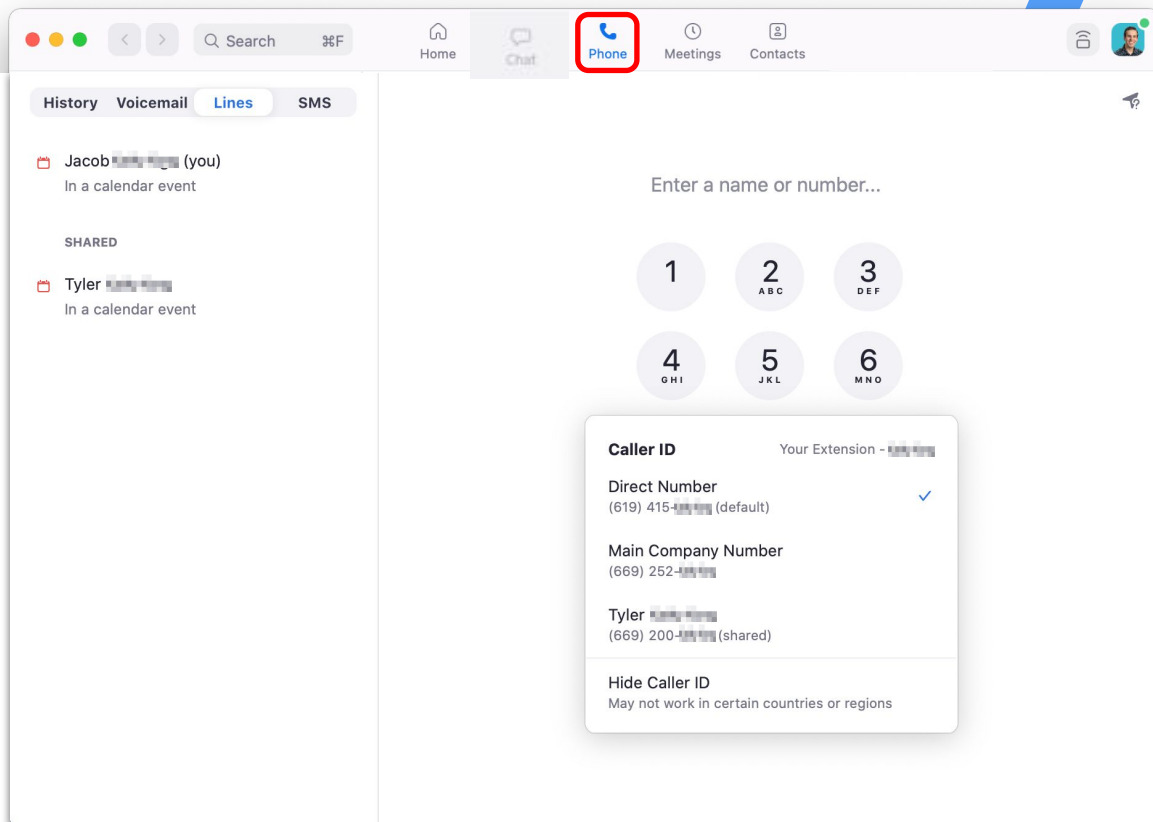 Search ⌘F
Home
Chat
Phone
Meetings
Contacts
History Voicemail Lines SMS
Jacob (you)
In a calendar event
SHARED
Tyler
In a calendar event
Enter a name or number...
1
2
ABC
3
DEF
4
GHI
5
JKL
6
MNO
Caller ID Your Extension -
Direct Number
(619) 415- (default)
Main Company Number
(669) 252-
Tyler
(669) 200- (shared)
Hide Caller ID
May not work in certain countries or regions